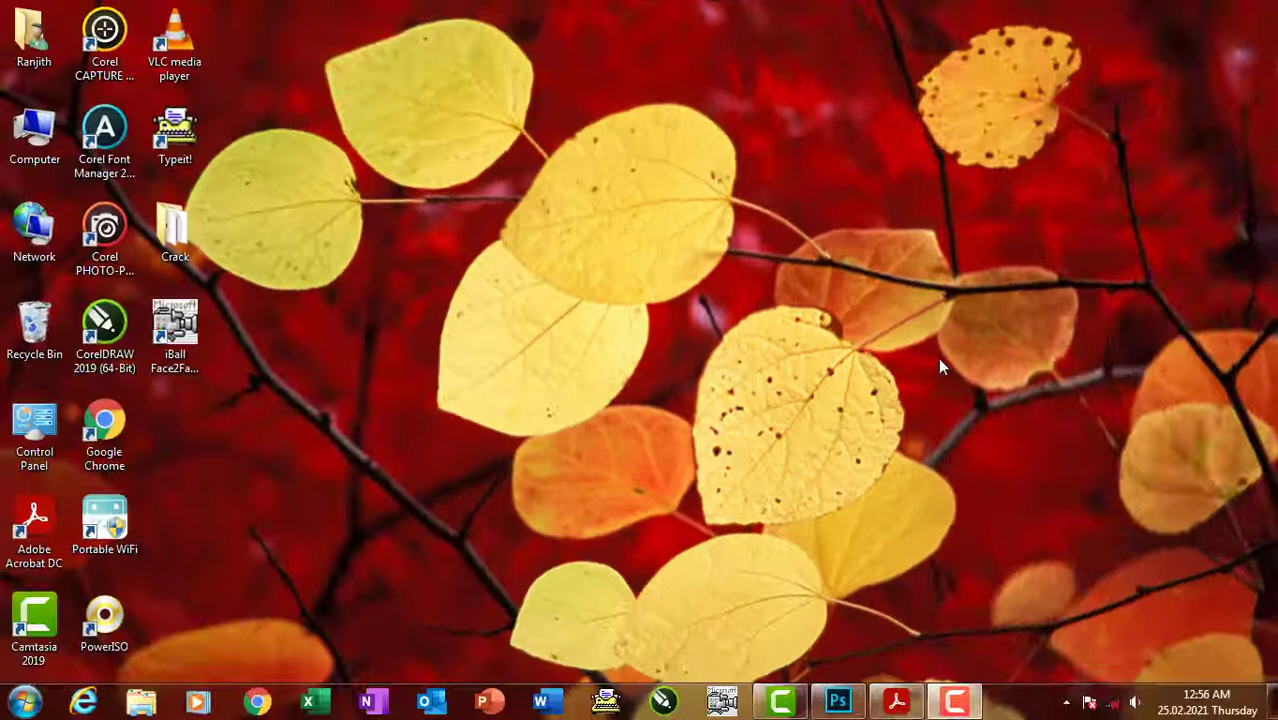 Ranjith
Corel
CAPTURE ...
VLC media
player
Computer
Corel Font
Manager 2...
Typeit!
Network
Corel
PHOTO-P...
Crack
Recycle Bin
CorelDRAW
2019 (64-Bit)
Microsoft
iBall
Face2Fa...
Control
Panel
Google
Chrome
Adobe
Acrobat DC
Portable WiFi
Camtasia
2019
PowerISO
12:56 AM
25.02.2021 Thursday